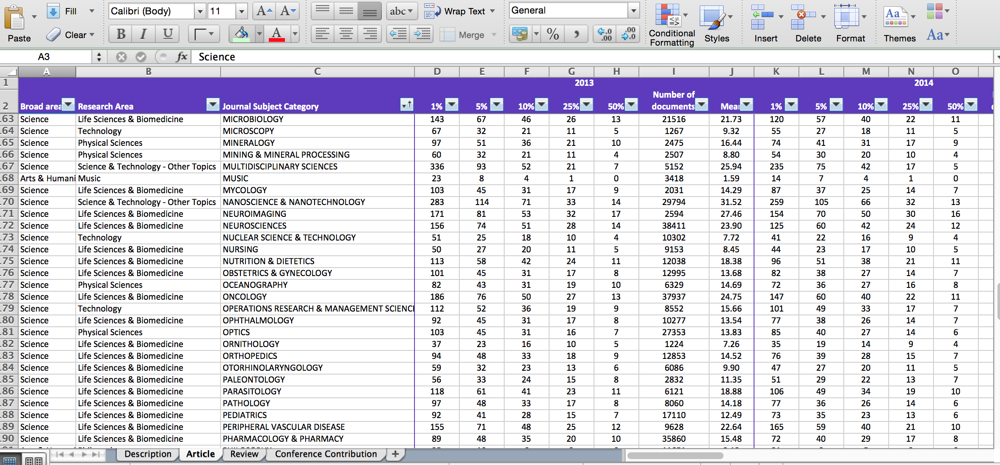 Paste Fill Clear Calibri (Body) 11 A A abc Wrap Text General Conditional Formatting Styles Insert Delete Format Themes Aa
B I U A Merge % , .0 .00 .00 .0
A3 fx Science
A B C D E F G H I J K L M N O
1 2013 2014
2 Broad area Research Area Journal Subject Category 1% 5% 10% 25% 50% Number of documents Mean 1% 5% 10% 25% 50%
63 Science Life Sciences & Biomedicine MICROBIOLOGY 143 67 46 26 13 21516 21.73 120 57 40 22 11
64 Science Technology MICROSCOPY 67 32 21 11 5 1267 9.32 55 27 18 11 5
65 Science Physical Sciences MINERALOGY 97 51 36 21 10 2475 16.44 74 41 31 17 9
66 Science Physical Sciences MINING & MINERAL PROCESSING 60 32 21 11 4 2507 8.80 54 30 20 10 4
67 Science Science & Technology - Other Topics MULTIDISCIPLINARY SCIENCES 336 93 52 21 7 5152 25.94 235 75 42 17 5
68 Arts & Humani Music MUSIC 23 8 4 1 0 3418 1.59 14 7 4 1 0
69 Science Life Sciences & Biomedicine MYCOLOGY 103 45 31 17 9 2031 14.29 87 37 25 14 7
70 Science Science & Technology - Other Topics NANOSCIENCE & NANOTECHNOLOGY 283 114 71 33 14 29794 31.52 259 105 66 32 13
71 Science Life Sciences & Biomedicine NEUROIMAGING 171 81 53 32 17 2594 27.46 154 70 50 30 16
72 Science Life Sciences & Biomedicine NEUROSCIENCES 156 74 51 28 14 38411 23.90 125 60 42 24 12
73 Science Technology NUCLEAR SCIENCE & TECHNOLOGY 51 25 18 10 4 10302 7.72 41 22 16 9 4
74 Science Life Sciences & Biomedicine NURSING 50 27 20 11 5 9153 8.45 44 23 17 10 5
75 Science Life Sciences & Biomedicine NUTRITION & DIETETICS 113 58 42 24 11 12038 18.38 96 51 38 21 11
76 Science Life Sciences & Biomedicine OBSTETRICS & GYNECOLOGY 101 45 31 17 8 12995 13.68 82 38 27 14 7
77 Science Physical Sciences OCEANOGRAPHY 82 43 31 19 10 6329 14.69 72 36 27 16 8
78 Science Life Sciences & Biomedicine ONCOLOGY 186 76 50 27 13 37937 24.75 147 60 40 22 11
79 Science Technology OPERATIONS RESEARCH & MANAGEMENT SCIENCE 112 52 36 19 9 8552 15.66 101 49 33 17 7
80 Science Life Sciences & Biomedicine OPHTHALMOLOGY 92 45 31 17 8 10277 13.54 77 38 26 14 7
81 Science Physical Sciences OPTICS 103 45 31 16 7 27353 13.83 85 40 27 14 6
82 Science Life Sciences & Biomedicine ORNITHOLOGY 37 23 16 10 5 1224 7.26 35 19 14 9 4
83 Science Life Sciences & Biomedicine ORTHOPEDICS 94 48 33 18 9 12853 14.52 76 39 28 15 7
84 Science Life Sciences & Biomedicine OTORHINOLARYNGOLOGY 59 32 23 13 6 6086 9.90 47 27 20 11 5
85 Science Life Sciences & Biomedicine PALEONTOLOGY 56 33 24 15 8 2832 11.35 51 29 22 13 7
86 Science Life Sciences & Biomedicine PARASITOLOGY 118 61 41 23 11 6121 18.88 106 49 34 19 10
87 Science Life Sciences & Biomedicine PATHOLOGY 97 48 33 17 8 8060 14.18 77 36 26 14 6
88 Science Life Sciences & Biomedicine PEDIATRICS 92 41 28 15 7 17110 12.49 73 35 23 13 6
89 Science Life Sciences & Biomedicine PERIPHERAL VASCULAR DISEASE 155 71 48 25 12 9628 22.64 165 59 40 21 10
90 Science Life Sciences & Biomedicine PHARMACOLOGY & PHARMACY 89 48 35 20 10 35860 15.48 72 40 29 17 8
Description Article Review Conference Contribution +